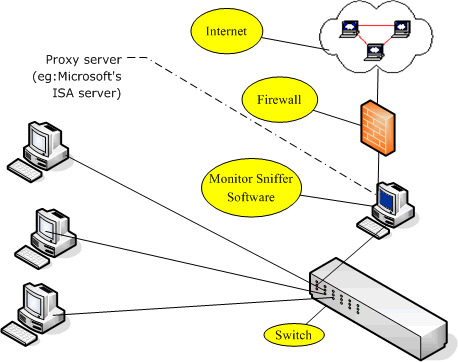 Internet
Proxy server
(eg:Microsoft's
ISA server)
Firewall
Monitor Sniffer
Software
Switch